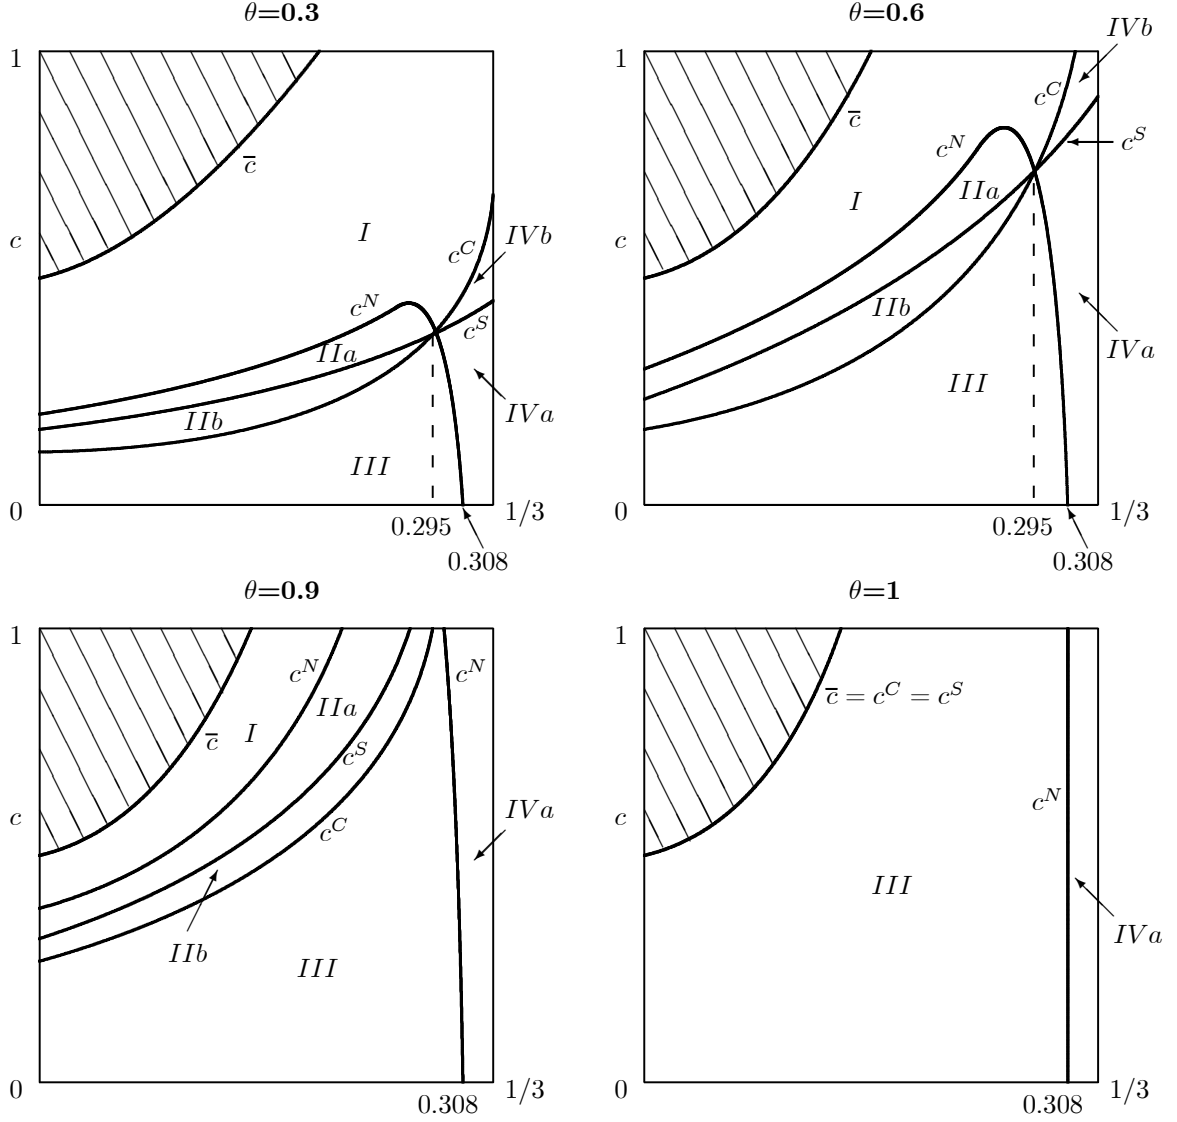 θ=0.3
1
c̅
c
I
c^C
IVb
c^N
c^S
IIa
IIb
IVa
III
0
0.295
1/3
0.308
θ=0.6
IVb
1
c^C
c̅
c^N
c^S
IIa
I
c
IIb
IVa
III
0
0.295
1/3
0.308
θ=0.9
1
c^N
c^N
IIa
c̅
I
c^S
c
c^C
IVa
IIb
III
0
1/3
0.308
θ=1
1
c̅ = c^C = c^S
c
c^N
III
IVa
0
1/3
0.308